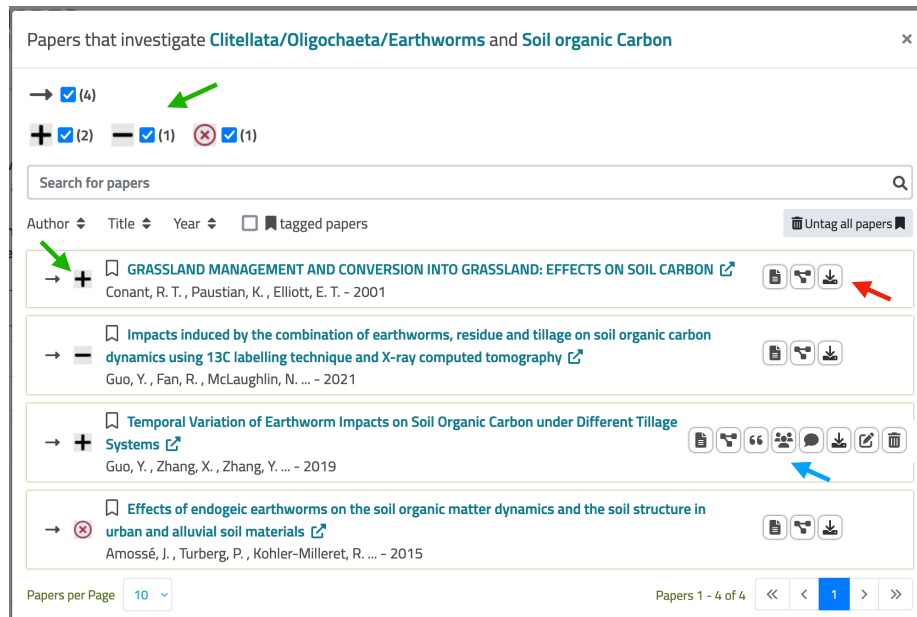 Papers that investigate Clitellata/Oligochaeta/Earthworms and Soil organic Carbon
(4)
(2) (1) (1)
Search for papers
Author Title Year tagged papers Untag all papers
GRASSLAND MANAGEMENT AND CONVERSION INTO GRASSLAND: EFFECTS ON SOIL CARBON
Conant, R. T. , Paustian, K. , Elliott, E. T. - 2001
Impacts induced by the combination of earthworms, residue and tillage on soil organic carbon
dynamics using 13C labelling technique and X-ray computed tomography
Guo, Y. , Fan, R. , McLaughlin, N. ... - 2021
Temporal Variation of Earthworm Impacts on Soil Organic Carbon under Different Tillage
Systems
Guo, Y. , Zhang, X. , Zhang, Y. ... - 2019
Effects of endogeic earthworms on the soil organic matter dynamics and the soil structure in
urban and alluvial soil materials
Amossé, J. , Turberg, P. , Kohler-Milleret, R. ... - 2015
Papers per Page 10 Papers 1 - 4 of 4 « ‹ 1 › »